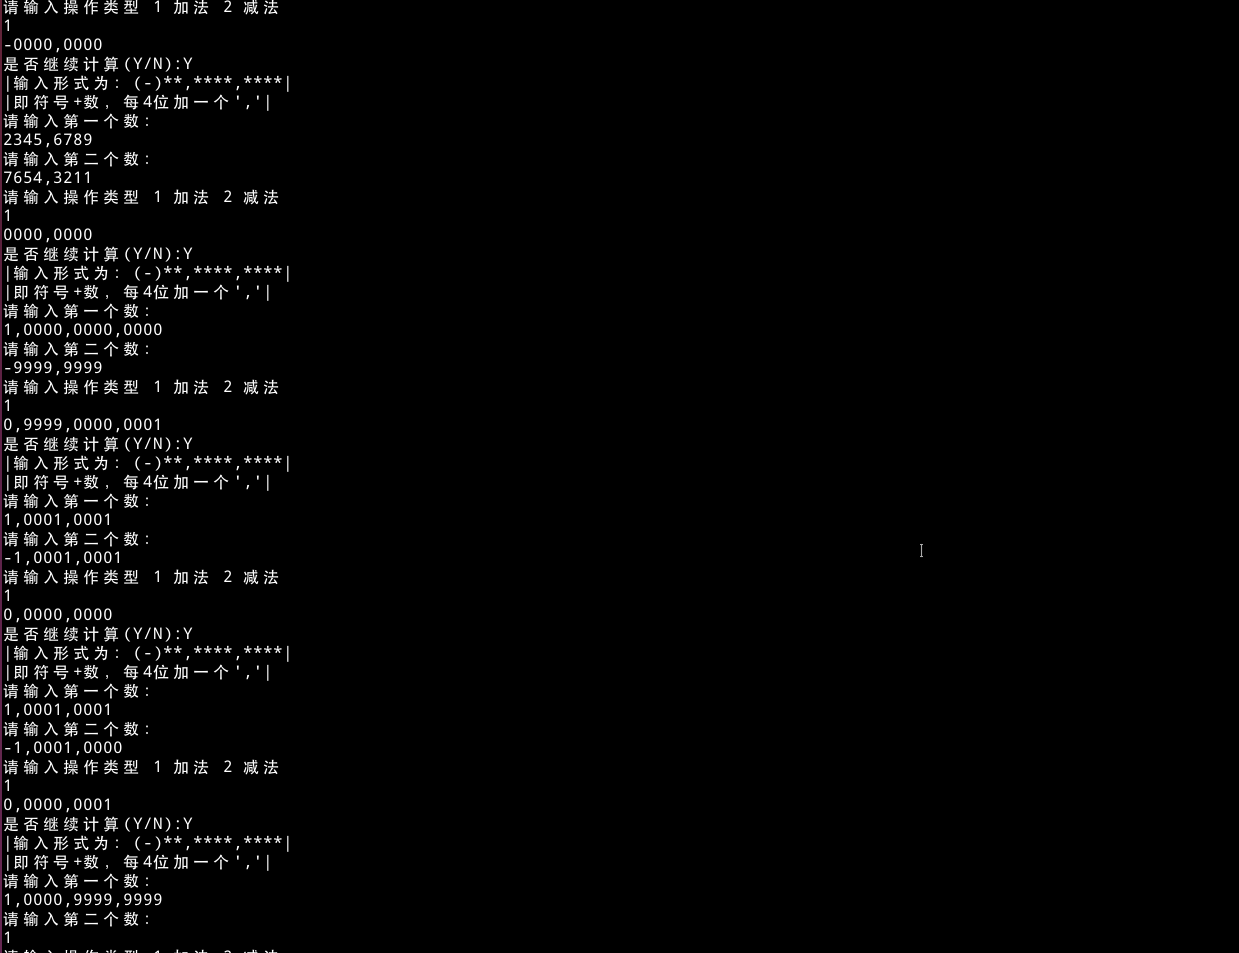 请输入操作类型 1 加法 2 减法
1
-0000,0000
是否继续计算(Y/N):Y
|输入形式为: (-)**,****,****|
|即符号+数, 每4位加一个','|
请输入第一个数:
2345,6789
请输入第二个数:
7654,3211
请输入操作类型 1 加法 2 减法
1
0000,0000
是否继续计算(Y/N):Y
|输入形式为: (-)**,****,****|
|即符号+数, 每4位加一个','|
请输入第一个数:
1,0000,0000,0000
请输入第二个数:
-9999,9999
请输入操作类型 1 加法 2 减法
1
0,9999,0000,0001
是否继续计算(Y/N):Y
|输入形式为: (-)**,****,****|
|即符号+数, 每4位加一个','|
请输入第一个数:
1,0001,0001
请输入第二个数:
-1,0001,0001
请输入操作类型 1 加法 2 减法
1
0,0000,0000
是否继续计算(Y/N):Y
|输入形式为: (-)**,****,****|
|即符号+数, 每4位加一个','|
请输入第一个数:
1,0001,0001
请输入第二个数:
-1,0001,0000
请输入操作类型 1 加法 2 减法
1
0,0000,0001
是否继续计算(Y/N):Y
|输入形式为: (-)**,****,****|
|即符号+数, 每4位加一个','|
请输入第一个数:
1,0000,9999,9999
请输入第二个数:
1